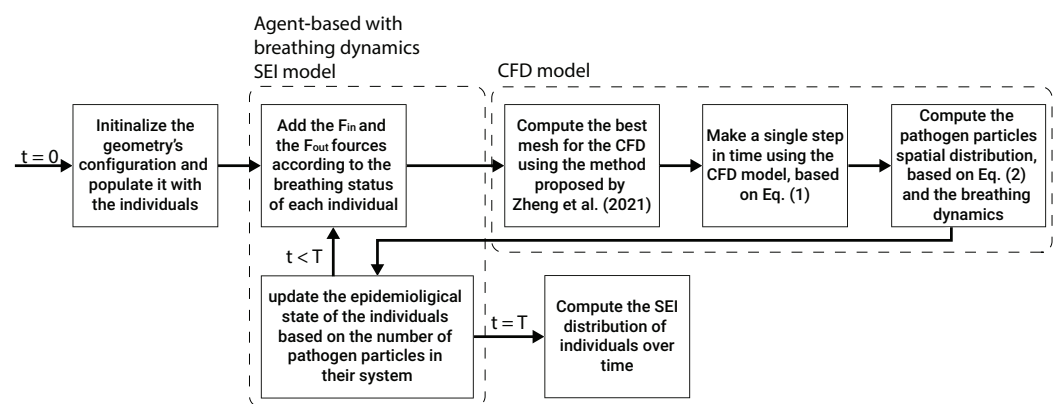 Agent-based with
breathing dynamics
SEI model
CFD model
t = 0
Initinalize the
geometry's
configuration and
populate it with
the individuals
Add the Fin and
the Fout fources
according to the
breathing status
of each individual
Compute the best
mesh for the CFD
using the method
proposed by
Zheng et al. (2021)
Make a single step
in time using the
CFD model, based
on Eq. (1)
Compute the
pathogen particles
spatial distribution,
based on Eq. (2)
and the breathing
dynamics
t < T
update the epidemioligical
state of the individuals
based on the number of
pathogen particles in
their system
t = T
Compute the SEI
distribution of
individuals over
time